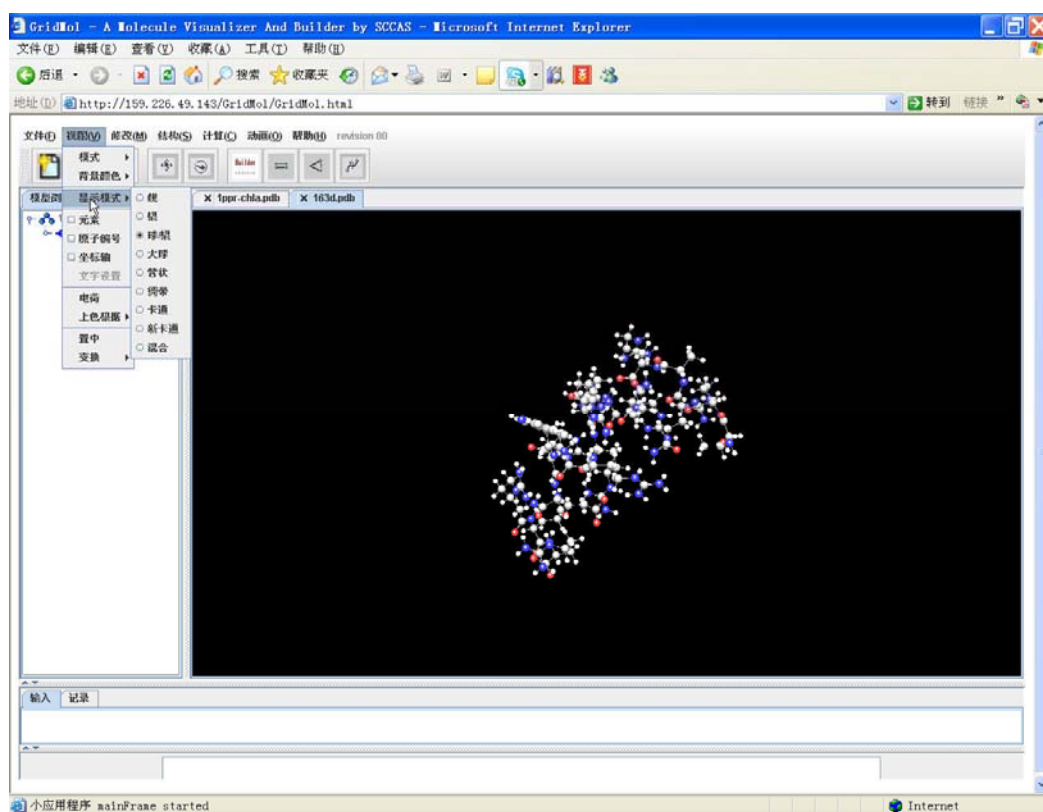 GridMol - A Molecule Visualizer And Builder by SCCAS - Microsoft Internet Explorer
文件(F) 编辑(E) 查看(V) 收藏(A) 工具(T) 帮助(H)
后退 搜索 收藏夹
地址(D) http://159.226.49.143/GridMol/GridMol.html 转到 链接 »
文件(F) 视图(V) 修改(M) 结构(S) 计算(C) 动画(O) 帮助(H) revision 00
模式
背景颜色
Builder
显示模式
元素
原子编号
坐标轴
文字设置
电荷
上色根据
置中
变换
线
棍
球/棍
大球
管状
绸带
卡通
新卡通
混合
X 1ppr-chla.pdb X 163d.pdb
输入 记录
小应用程序 mainFrame started Internet